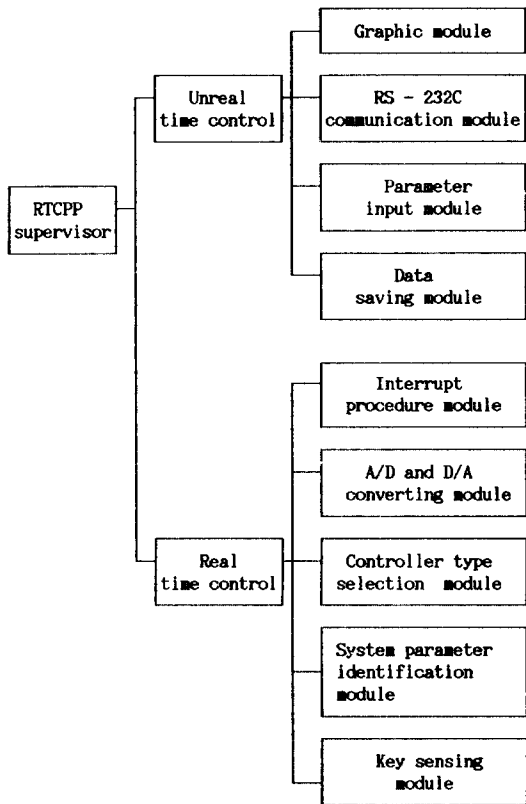 Graphic module
Unreal
time control
RS - 232C
communication module
RTCPP
supervisor
Parameter
input module
Data
saving module
Interrupt
procedure module
A/D and D/A
converting module
Real
time control
Controller type
selection module
System parameter
identification
module
Key sensing
module